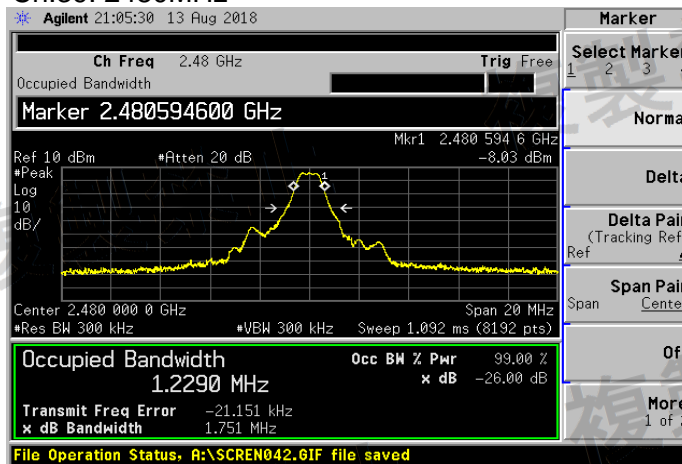 Agilent 21:05:30 13 Aug 2018
Marker
Ch Freq 2.48 GHz Trig Free
Occupied Bandwidth
Select Marker
1 2 3
Marker 2.480594600 GHz
Norma
Mkr1 2.480 594 6 GHz
Ref 10 dBm #Atten 20 dB -8.03 dBm
#Peak
Log
10
dB/
1
Delta
Delta Pair
(Tracking Ref
Ref
Span Pair
Span Center
Center 2.480 000 0 GHz Span 20 MHz
#Res BW 300 kHz #VBW 300 kHz Sweep 1.092 ms (8192 pts)
Of
Occupied Bandwidth Occ BW % Pwr 99.00 %
1.2290 MHz x dB -26.00 dB
Transmit Freq Error -21.151 kHz
x dB Bandwidth 1.751 MHz
More
1 of
File Operation Status, A:\SCREN042.GIF file saved